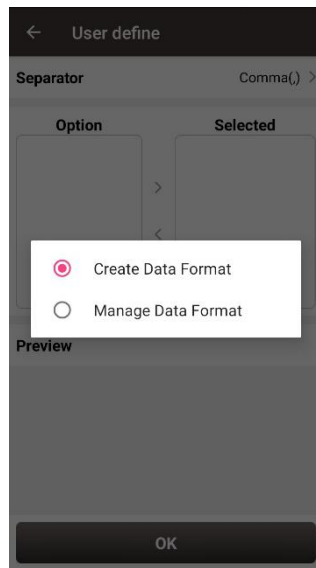 User define
Separator Comma(,) >
Option Selected
>
<
Create Data Format
Manage Data Format
Preview
OK